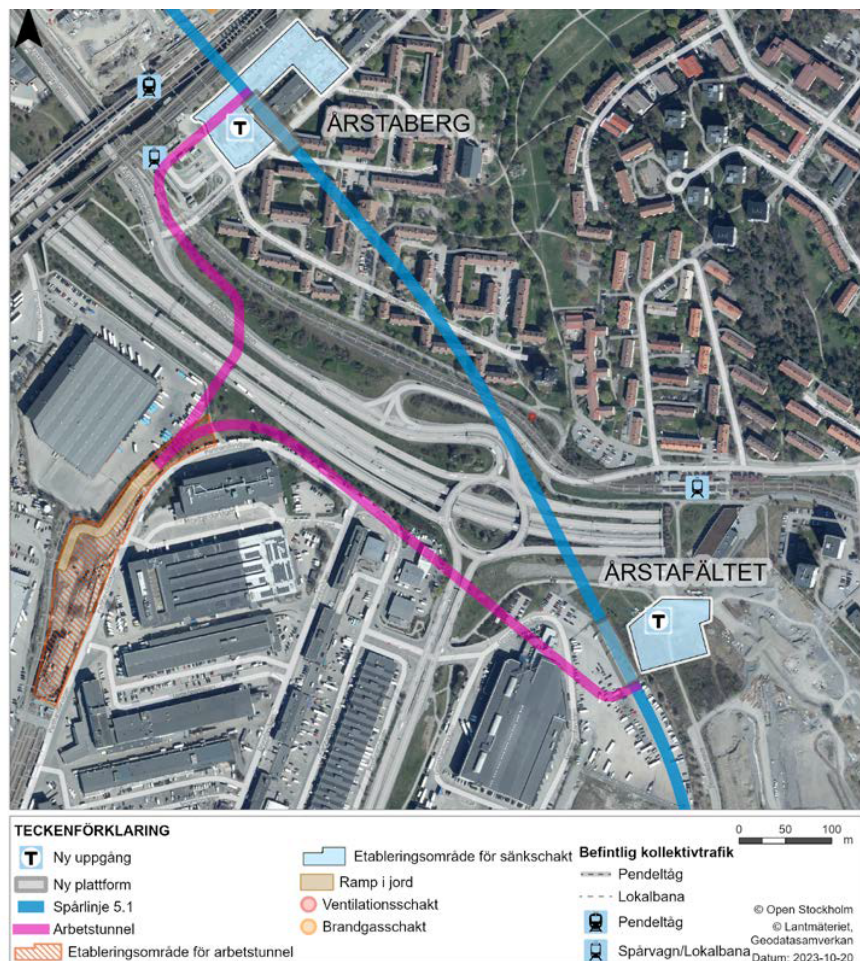 T
ÅRSTABERG
ÅRSTAFÄLTET
T
TECKENFÖRKLARING
T Ny uppgång
Ny plattform
Spårlinje 5.1
Arbetstunnel
Etableringsområde för arbetstunnel
Etableringsområde för sänkschakt
Ramp i jord
Ventilationsschakt
Brandgasschakt
0 50 100
m
Befintlig kollektivtrafik
Pendeltåg
Lokalbana
Pendeltåg
Spårvagn/Lokalbana
© Open Stockholm
© Lantmäteriet,
Geodatasamverkan
Datum: 2023-10-20